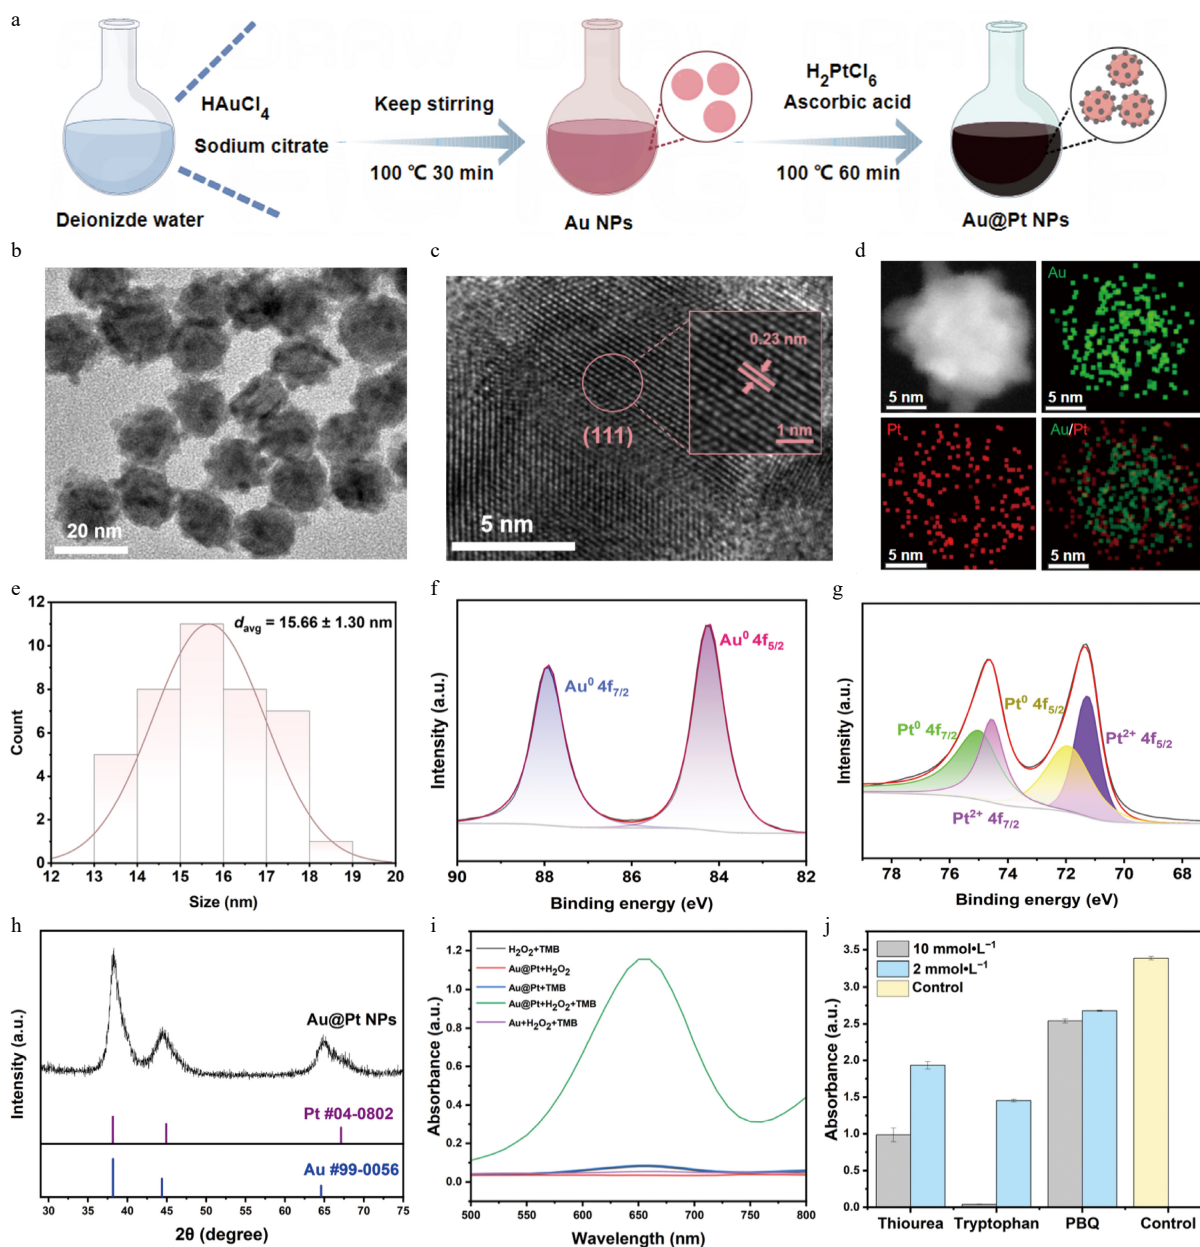 a
HAuCl4
Sodium citrate
Deionizde water
Keep stirring
100 ℃ 30 min
Au NPs
H2PtCl6
Ascorbic acid
100 ℃ 60 min
Au@Pt NPs
b
20 nm
c
0.23 nm
(111)
1 nm
5 nm
d
5 nm
Au
5 nm
Pt
5 nm
Au/Pt
5 nm
e
davg = 15.66 ± 1.30 nm
Count
12
10
8
6
4
2
0
12 13 14 15 16 17 18 19 20
Size (nm)
f
Au0 4f5/2
Au0 4f7/2
Intensity (a.u.)
90 88 86 84 82
Binding energy (eV)
g
Pt0 4f5/2
Pt0 4f7/2
Pt2+ 4f5/2
Pt2+ 4f7/2
Intensity (a.u.)
78 76 74 72 70 68
Binding energy (eV)
h
Au@Pt NPs
Pt #04-0802
Au #99-0056
Intensity (a.u.)
30 35 40 45 50 55 60 65 70 75
2θ (degree)
i
H2O2+TMB
Au@Pt+H2O2
Au@Pt+TMB
Au@Pt+H2O2+TMB
Au+H2O2+TMB
Absorbance (a.u.)
1.2
1.0
0.8
0.6
0.4
0.2
0.0
500 550 600 650 700 750 800
Wavelength (nm)
j
10 mmol•L−1
2 mmol•L−1
Control
Absorbance (a.u.)
3.5
3.0
2.5
2.0
1.5
1.0
0.5
0.0
Thiourea Tryptophan PBQ Control